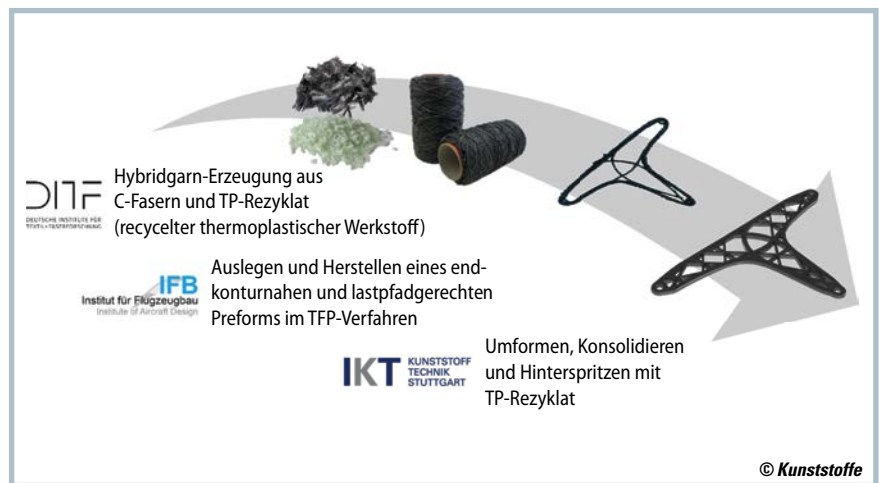 DITF
DEUTSCHE INSTITUTE FÜR
TEXTIL+FASERFORSCHUNG
Hybridgarn-Erzeugung aus
C-Fasern und TP-Rezyklat
(recycelter thermoplastischer Werkstoff)
IFB
Institut für Flugzeugbau
Institute of Aircraft Design
Auslegen und Herstellen eines end-
konturnahen und lastpfadgerechten
Preforms im TFP-Verfahren
IKT KUNSTSTOFF
TECHNIK
STUTTGART
Umformen, Konsolidieren
und Hinterspritzen mit
TP-Rezyklat
© Kunststoffe